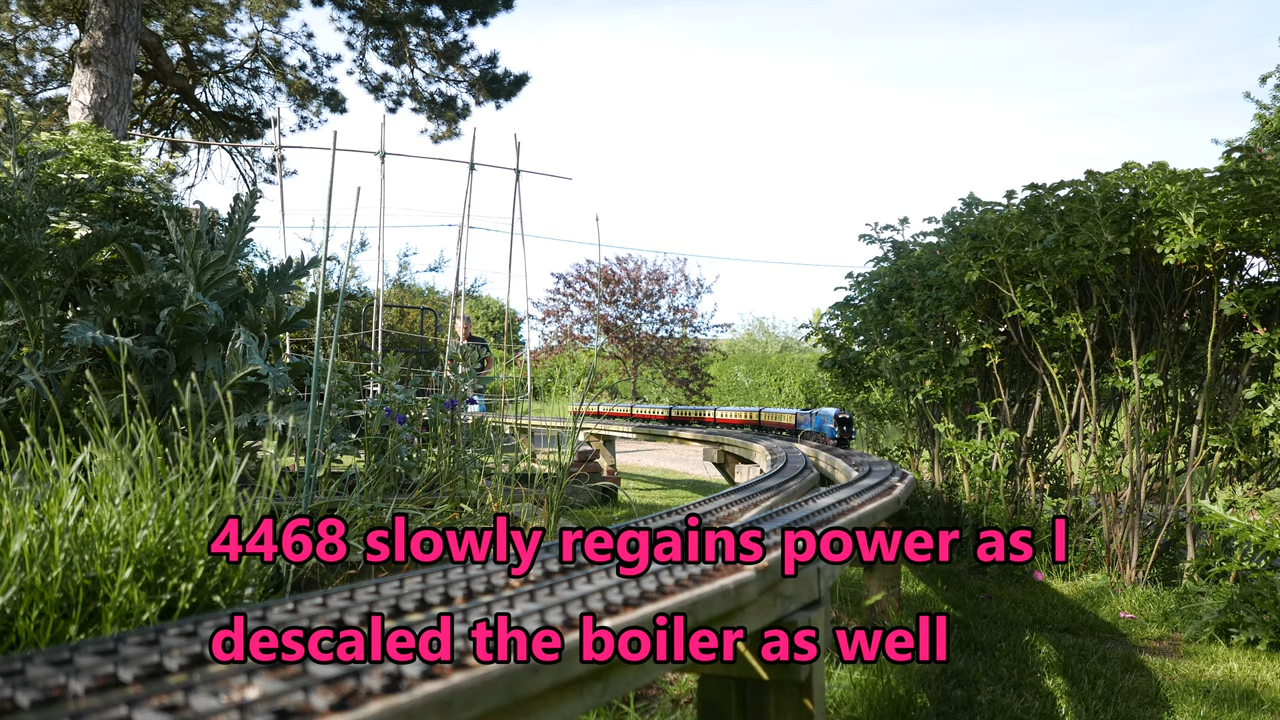 4468 slowly regains power as I
descaled the boiler as well